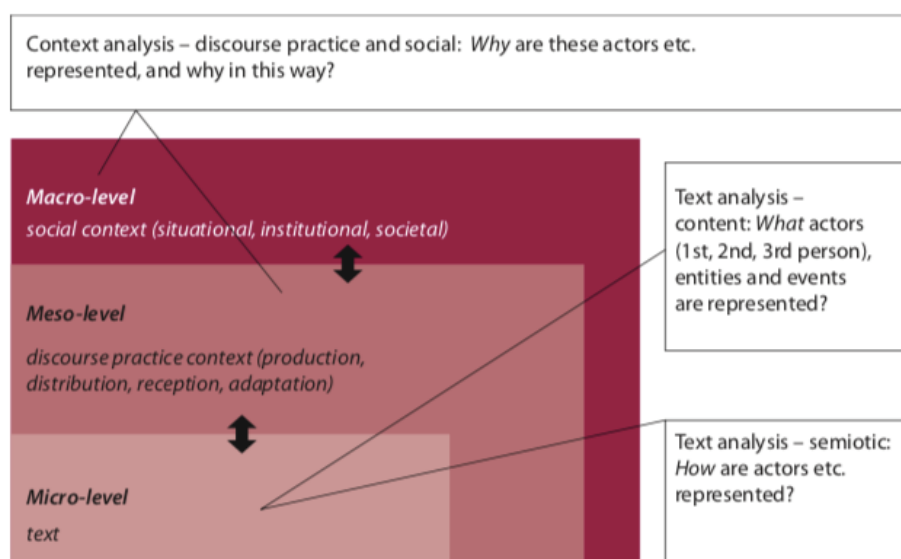 Context analysis – discourse practice and social: Why are these actors etc.
represented, and why in this way?
Macro-level
social context (situational, institutional, societal)
Meso-level
discourse practice context (production,
distribution, reception, adaptation)
Micro-level
text
Text analysis –
content: What actors
(1st, 2nd, 3rd person),
entities and events
are represented?
Text analysis – semiotic:
How are actors etc.
represented?